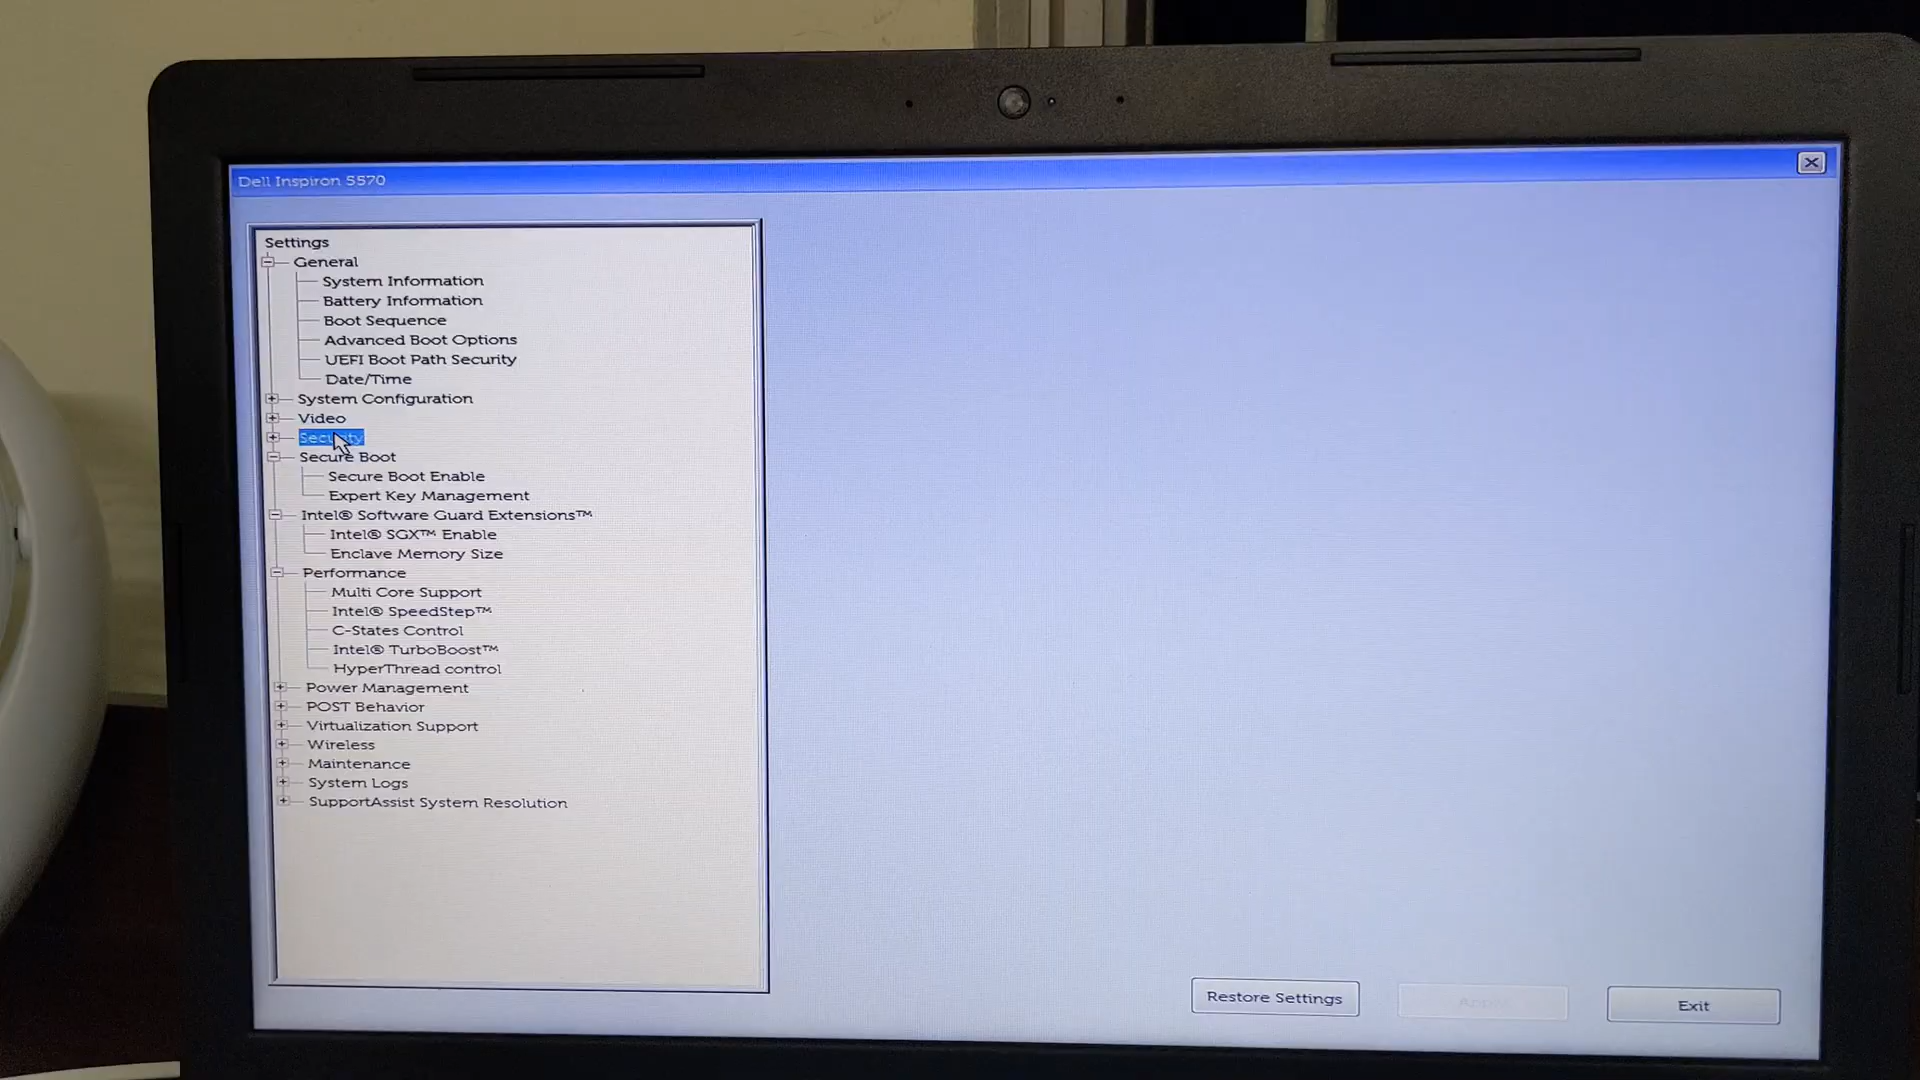 Dell Inspiron 5570
Settings
General
System Information
Battery Information
Boot Sequence
Advanced Boot Options
UEFI Boot Path Security
Date/Time
System Configuration
Video
Security
Secure Boot
Secure Boot Enable
Expert Key Management
Intel® Software Guard Extensions™
Intel® SGX™ Enable
Enclave Memory Size
Performance
Multi Core Support
Intel® SpeedStep™
C-States Control
Intel® TurboBoost™
HyperThread control
Power Management
POST Behavior
Virtualization Support
Wireless
Maintenance
System Logs
SupportAssist System Resolution
Restore Settings
Exit